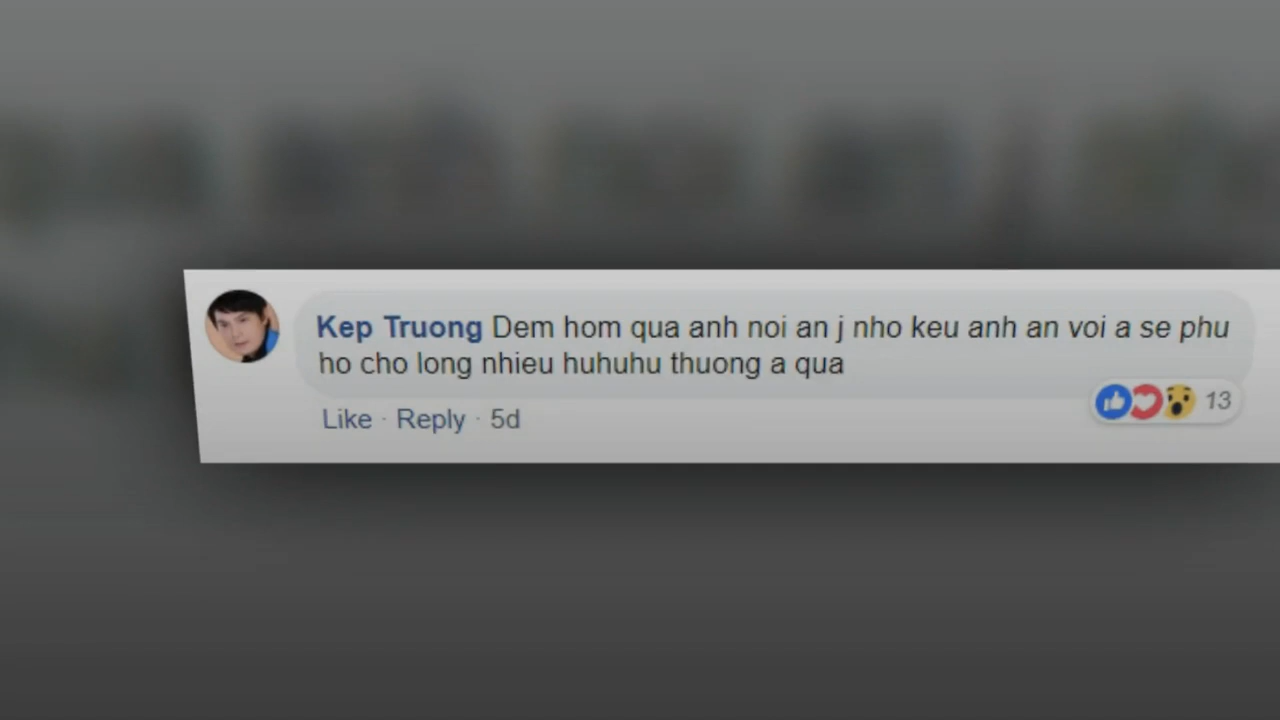 Kep Truong Dem hom qua anh noi an j nho keu anh an voi a se phu
ho cho long nhieu huhuhu thuong a qua
Like · Reply · 5d
13